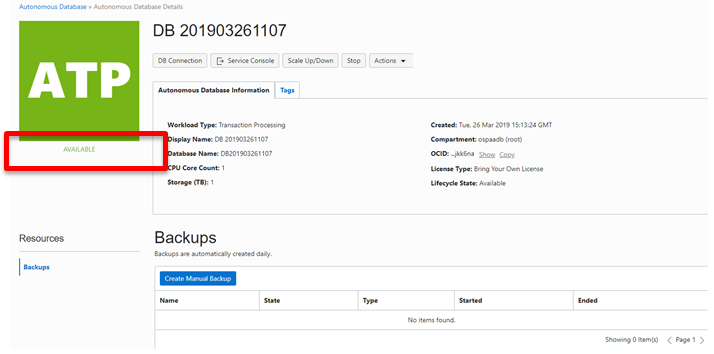 Autonomous Database » Autonomous Database Details
ATP
AVAILABLE
DB 201903261107
DB Connection Service Console Scale Up/Down Stop Actions
Autonomous Database Information Tags
Workload Type: Transaction Processing
Display Name: DB 201903261107
Database Name: DB201903261107
CPU Core Count: 1
Storage (TB): 1
Created: Tue, 26 Mar 2019 15:13:24 GMT
Compartment: ospaadb (root)
OCID: ...jkk6na Show Copy
License Type: Bring Your Own License
Lifecycle State: Available
Resources
Backups
Backups
Backups are automatically created daily.
Create Manual Backup
Name State Type Started Ended
No items found.
Showing 0 Item(s) Page 1